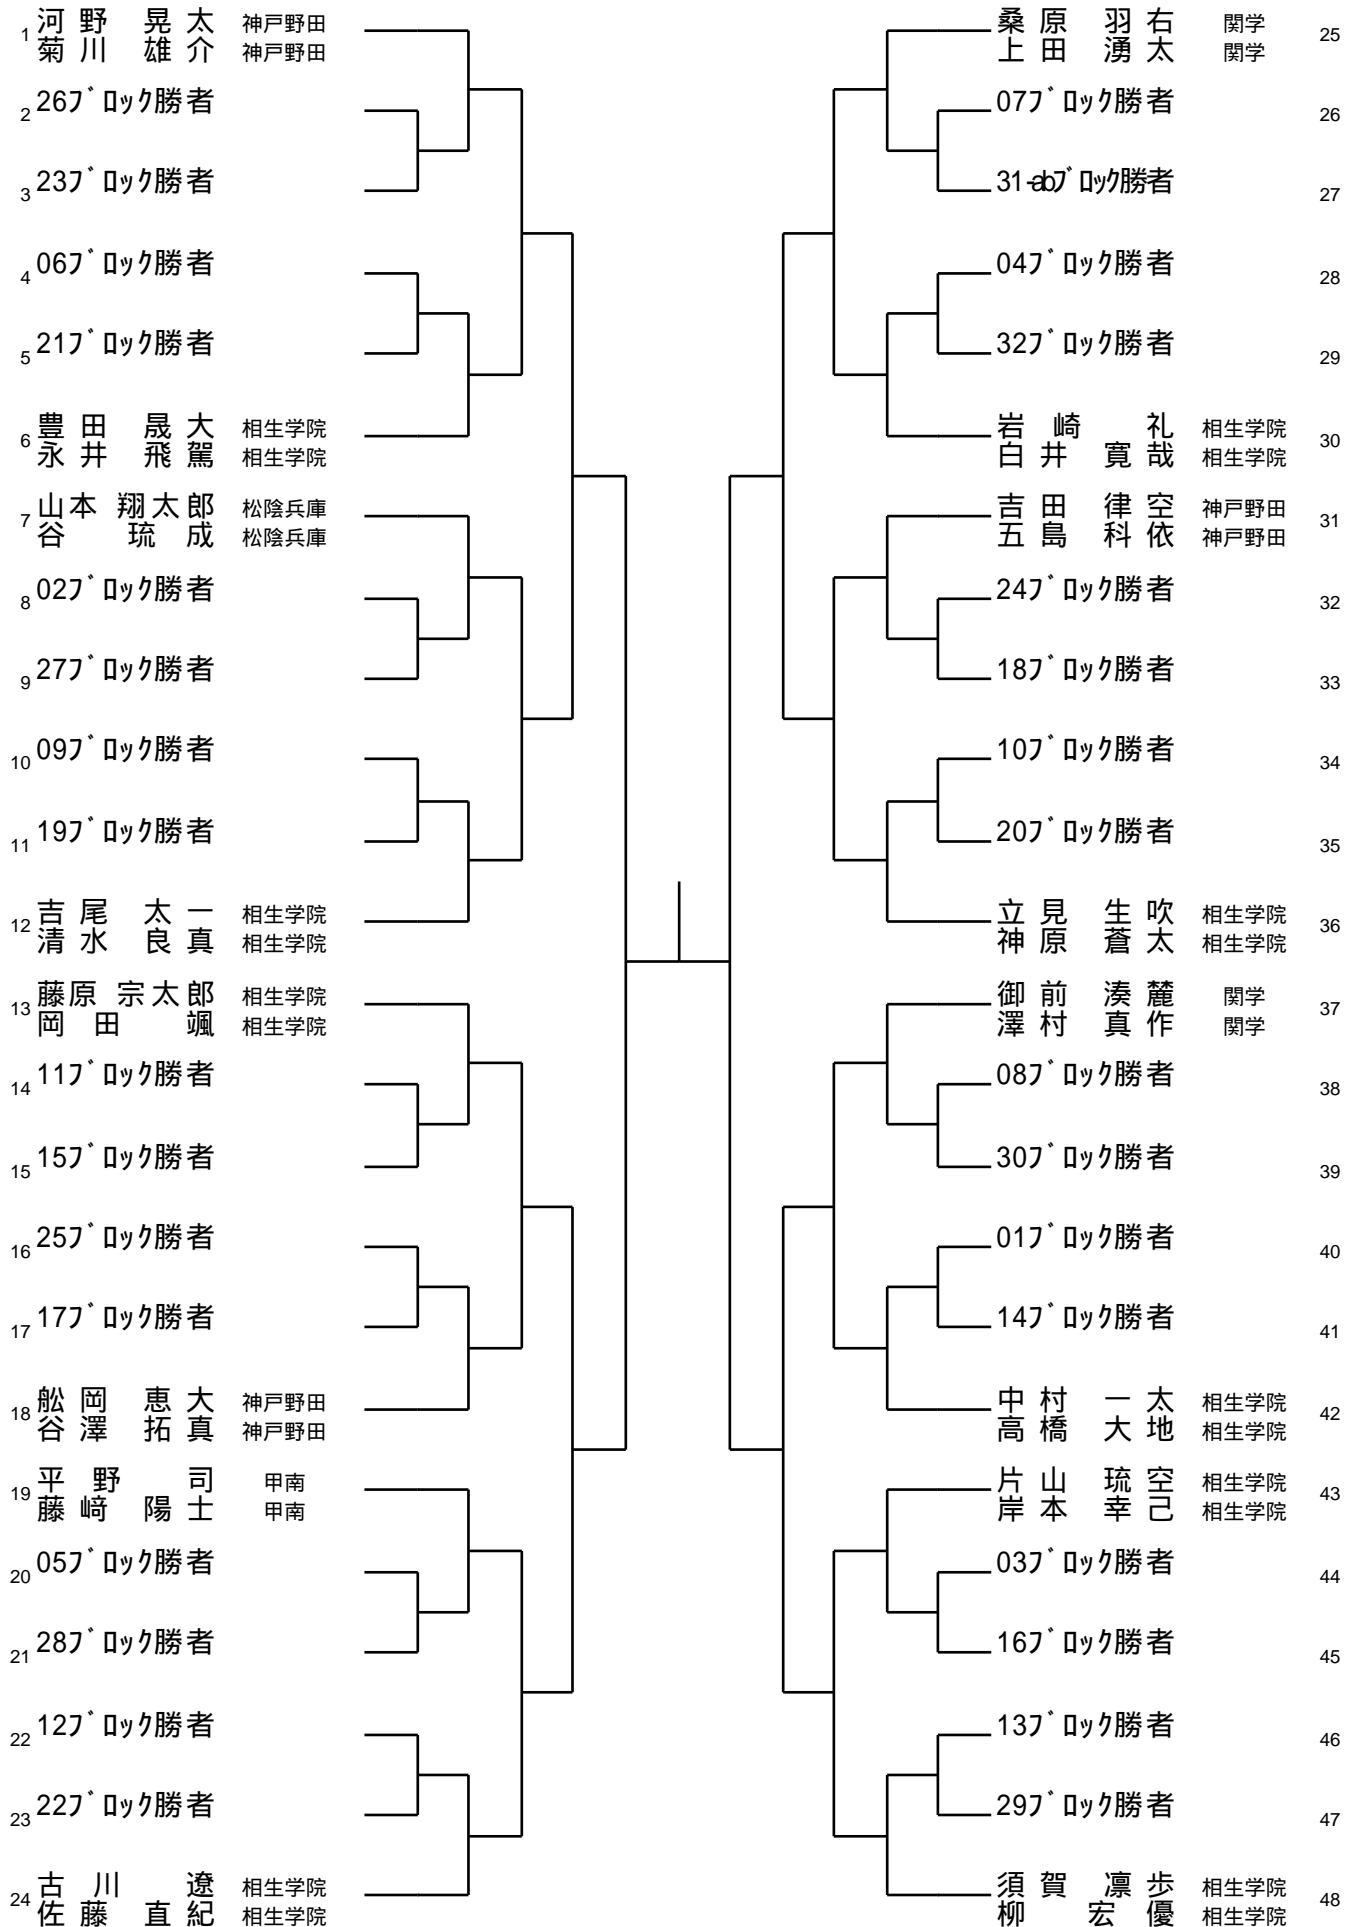 1 河野 晃太 神戸野田
菊川 雄介 神戸野田
2 26ﾌﾞﾛｯｸ勝者
3 23ﾌﾞﾛｯｸ勝者
4 06ﾌﾞﾛｯｸ勝者
5 21ﾌﾞﾛｯｸ勝者
6 豊田 晟大 相生学院
永井 飛駕 相生学院
7 山本 翔太郎 松陰兵庫
谷 琉成 松陰兵庫
8 02ﾌﾞﾛｯｸ勝者
9 27ﾌﾞﾛｯｸ勝者
10 09ﾌﾞﾛｯｸ勝者
11 19ﾌﾞﾛｯｸ勝者
12 吉尾 太一 相生学院
清水 良真 相生学院
13 藤原 宗太郎 相生学院
岡田 颯 相生学院
14 11ﾌﾞﾛｯｸ勝者
15 15ﾌﾞﾛｯｸ勝者
16 25ﾌﾞﾛｯｸ勝者
17 17ﾌﾞﾛｯｸ勝者
18 舩岡 恵大 神戸野田
谷澤 拓真 神戸野田
19 平野 司 甲南
藤﨑 陽士 甲南
20 05ﾌﾞﾛｯｸ勝者
21 28ﾌﾞﾛｯｸ勝者
22 12ﾌﾞﾛｯｸ勝者
23 22ﾌﾞﾛｯｸ勝者
24 古川 遼 相生学院
佐藤 直紀 相生学院
桑原 羽右 関学 25
上田 湧太 関学
07ﾌﾞﾛｯｸ勝者 26
31-abﾌﾞﾛｯｸ勝者 27
04ﾌﾞﾛｯｸ勝者 28
32ﾌﾞﾛｯｸ勝者 29
岩崎 礼 相生学院 30
白井 寛哉 相生学院
吉田 律空 神戸野田 31
五島 科依 神戸野田
24ﾌﾞﾛｯｸ勝者 32
18ﾌﾞﾛｯｸ勝者 33
10ﾌﾞﾛｯｸ勝者 34
20ﾌﾞﾛｯｸ勝者 35
立見 生吹 相生学院 36
神原 蒼太 相生学院
御前 湊麓 関学 37
澤村 真作 関学
08ﾌﾞﾛｯｸ勝者 38
30ﾌﾞﾛｯｸ勝者 39
01ﾌﾞﾛｯｸ勝者 40
14ﾌﾞﾛｯｸ勝者 41
中村 一太 相生学院 42
高橋 大地 相生学院
片山 琉空 相生学院 43
岸本 幸己 相生学院
03ﾌﾞﾛｯｸ勝者 44
16ﾌﾞﾛｯｸ勝者 45
13ﾌﾞﾛｯｸ勝者 46
29ﾌﾞﾛｯｸ勝者 47
須賀 凛歩 相生学院 48
柳 宏優 相生学院